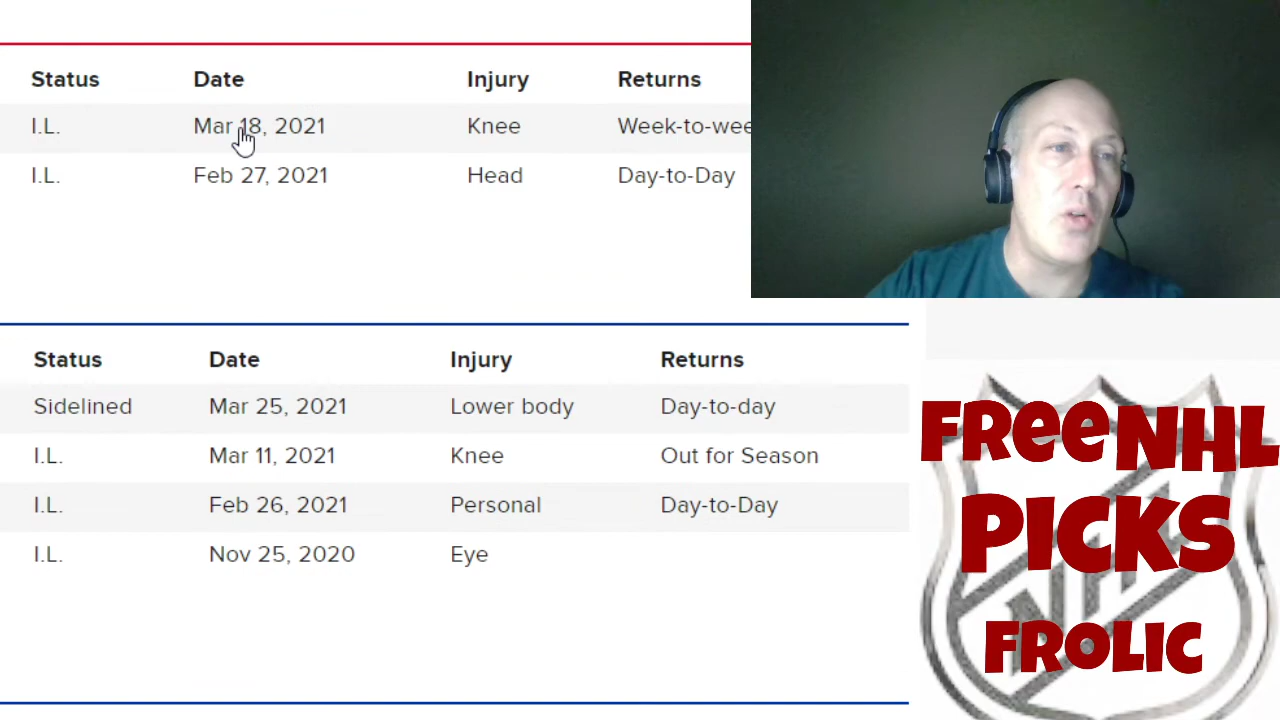 Status Date Injury Returns
I.L. Mar 18, 2021 Knee Week-to-wee
I.L. Feb 27, 2021 Head Day-to-Day
Status Date Injury Returns
Sidelined Mar 25, 2021 Lower body Day-to-day
I.L. Mar 11, 2021 Knee Out for Season
I.L. Feb 26, 2021 Personal Day-to-Day
I.L. Nov 25, 2020 Eye
FReeNHL
PICKS
FROLIC
NHL